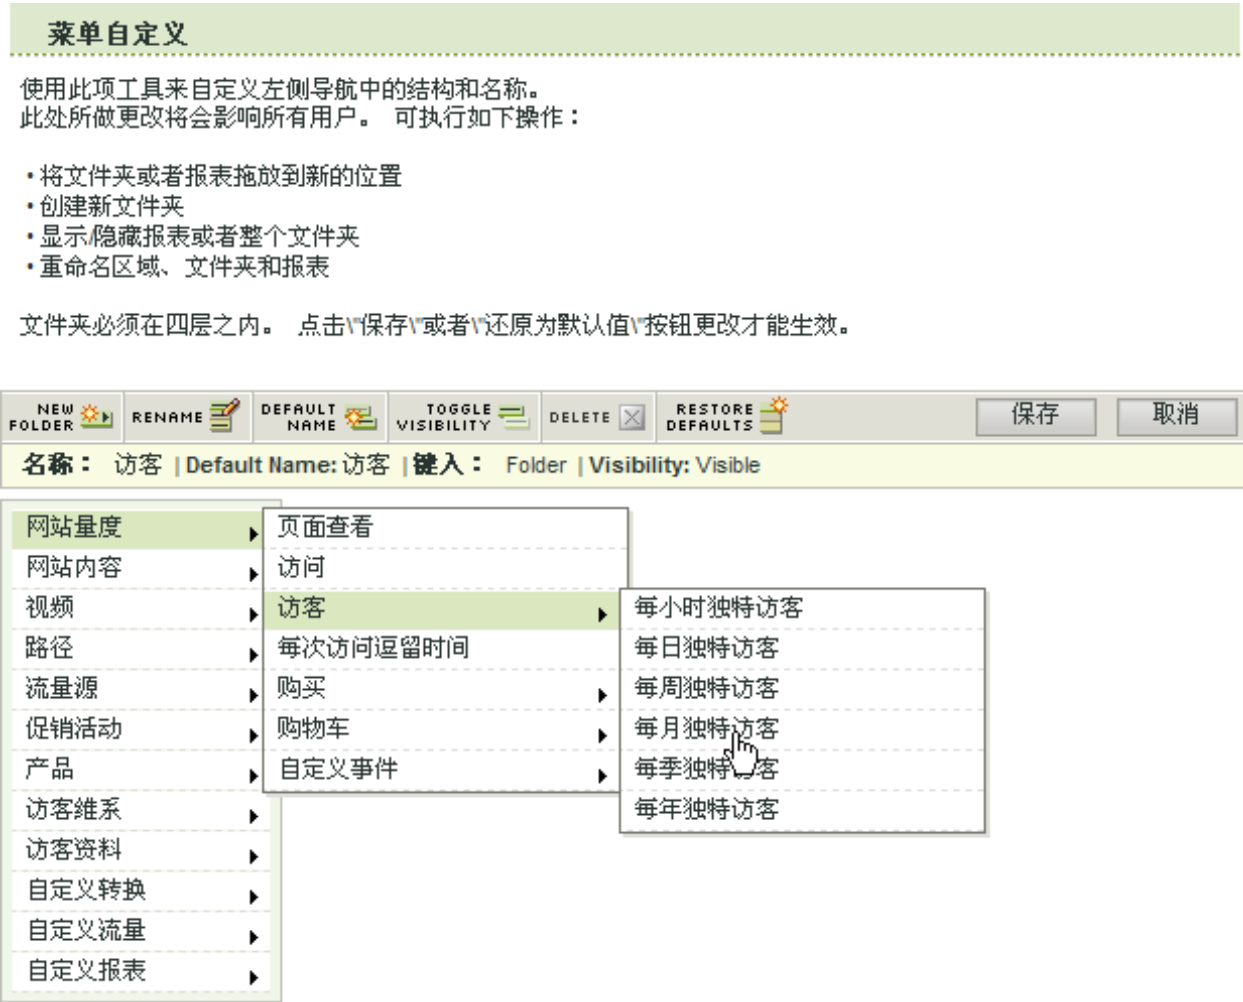 菜单自定义
使用此项工具来自定义左侧导航中的结构和名称。
此处所做更改将会影响所有用户。 可执行如下操作：
•将文件夹或者报表拖放到新的位置
•创建新文件夹
•显示/隐藏报表或者整个文件夹
•重命名区域、文件夹和报表
文件夹必须在四层之内。 点击\"保存\"或者\"还原为默认值\"按钮更改才能生效。
NEW FOLDER RENAME DEFAULT NAME TOGGLE VISIBILITY DELETE RESTORE DEFAULTS 保存 取消
名称： 访客 | Default Name: 访客 | 键入： Folder | Visibility: Visible
网站量度
网站内容
视频
路径
流量源
促销活动
产品
访客维系
访客资料
自定义转换
自定义流量
自定义报表
页面查看
访问
访客
每次访问逗留时间
购买
购物车
自定义事件
每小时独特访客
每日独特访客
每周独特访客
每月独特访客
每季独特访客
每年独特访客